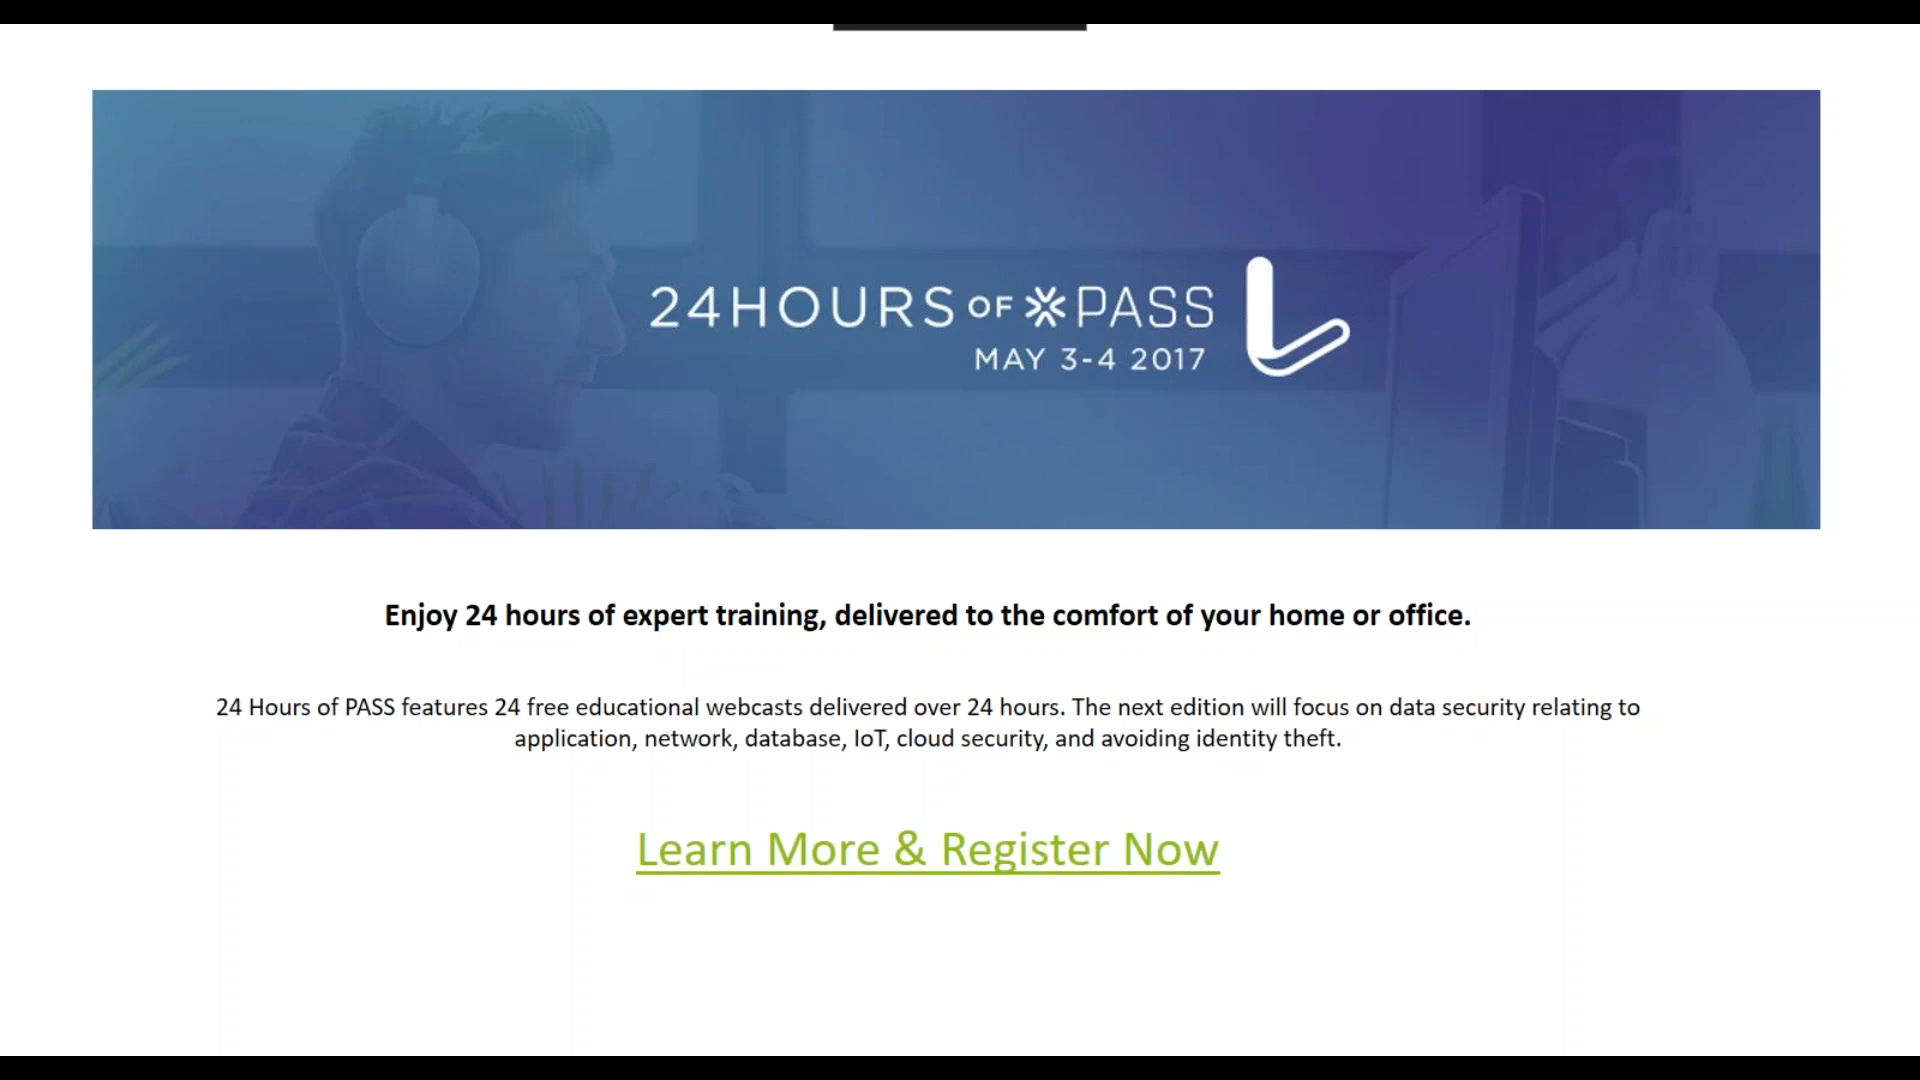 24HOURS OF PASS
MAY 3-4 2017
Enjoy 24 hours of expert training, delivered to the comfort of your home or office.
24 Hours of PASS features 24 free educational webcasts delivered over 24 hours. The next edition will focus on data security relating to
application, network, database, IoT, cloud security, and avoiding identity theft.
Learn More & Register Now